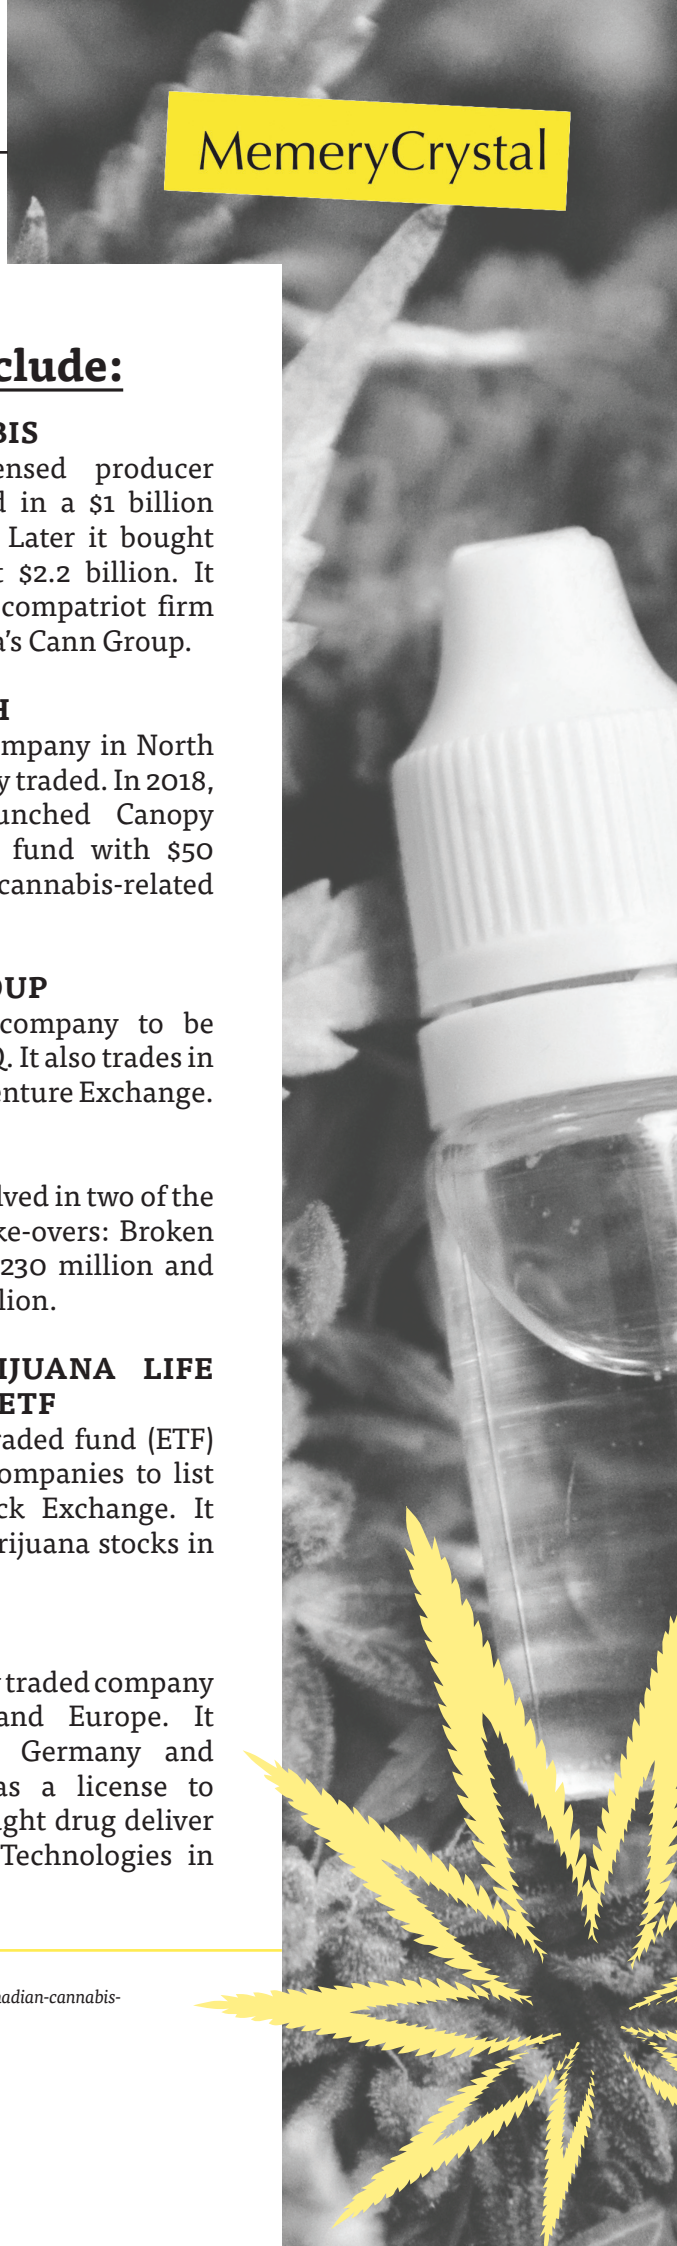 MemeryCrystal
clude:
BIS
ensed producer
d in a $1 billion
Later it bought
t $2.2 billion. It
compatriot firm
a's Cann Group.
H
ompany in North
y traded. In 2018,
unched Canopy
fund with $50
cannabis-related
OUP
company to be
Q. It also trades in
enture Exchange.
lved in two of the
ke-overs: Broken
230 million and
lion.
IJUANA LIFE
ETF
raded fund (ETF)
ompanies to list
ck Exchange. It
rijuana stocks in
traded company
and Europe. It
Germany and
as a license to
ght drug deliver
Technologies in
nadian-cannabis-